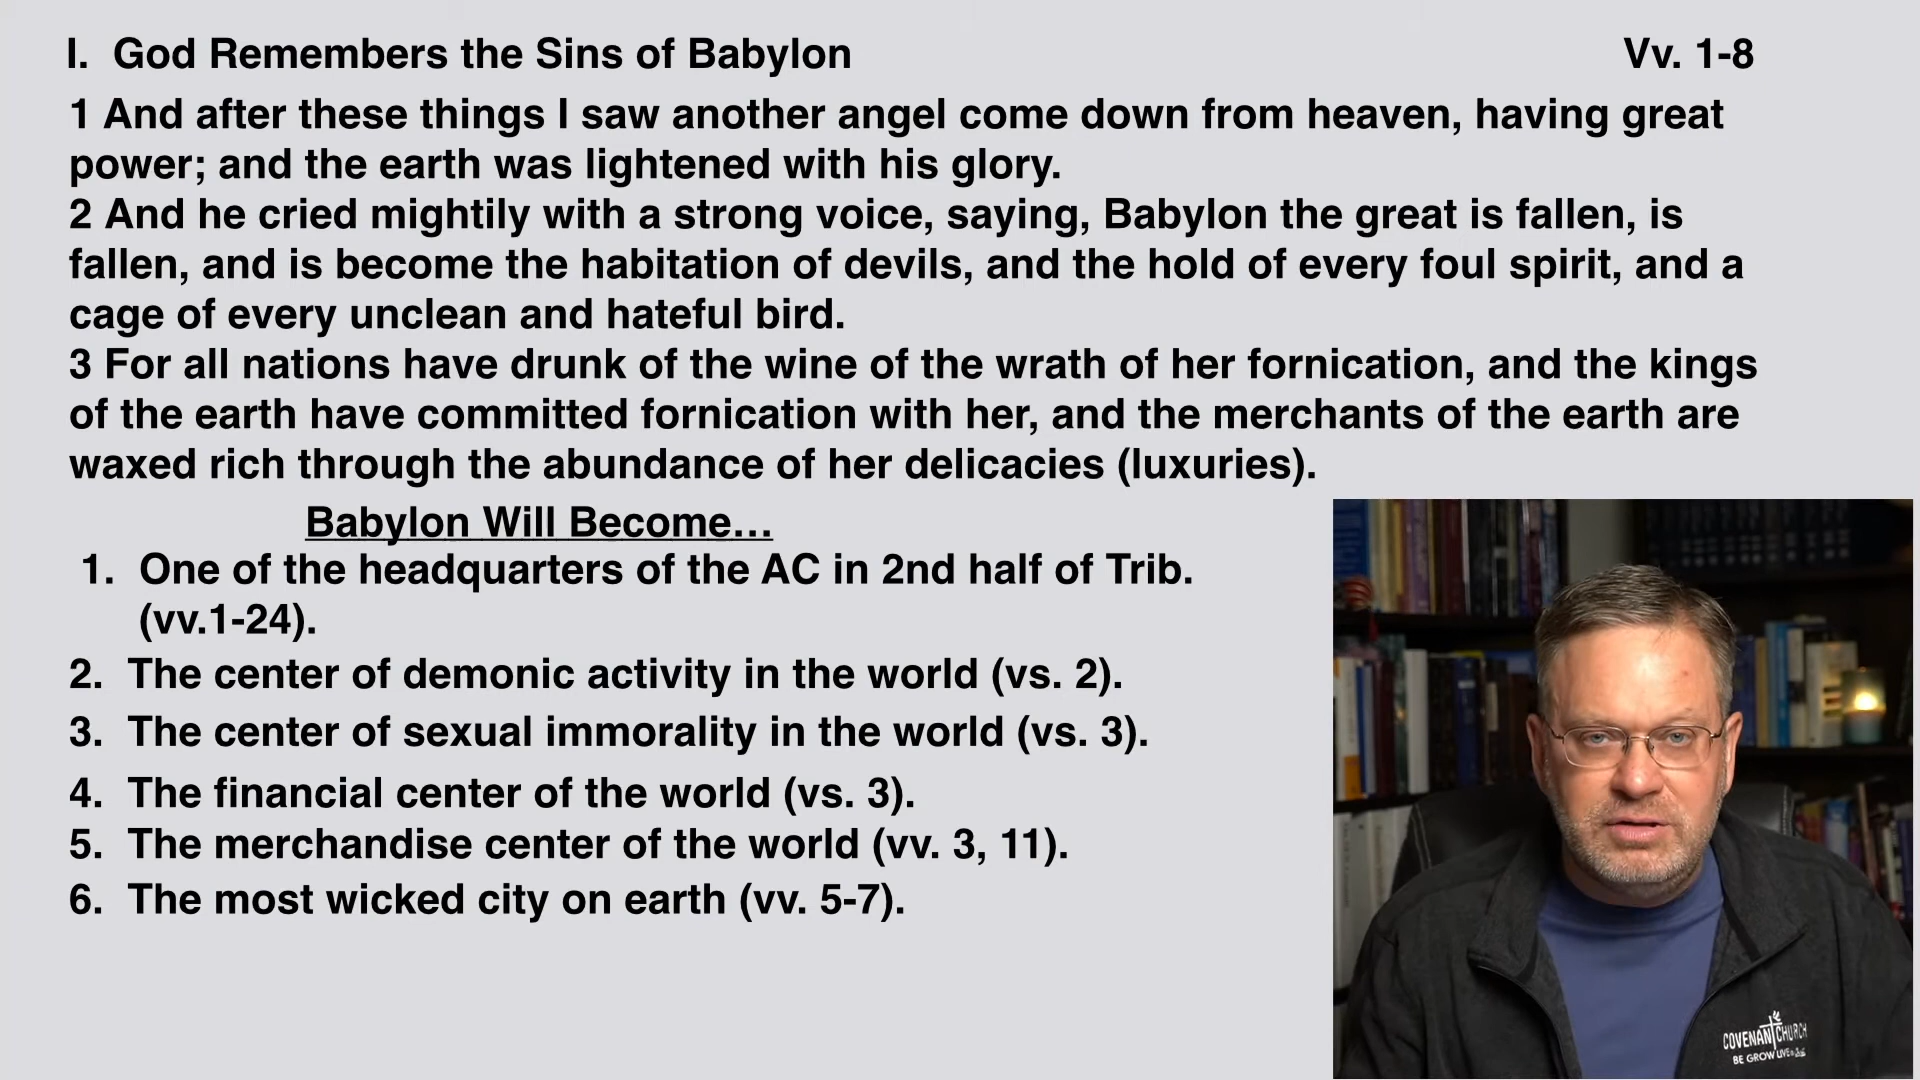 I. God Remembers the Sins of Babylon Vv. 1-8
1 And after these things I saw another angel come down from heaven, having great
power; and the earth was lightened with his glory.
2 And he cried mightily with a strong voice, saying, Babylon the great is fallen, is
fallen, and is become the habitation of devils, and the hold of every foul spirit, and a
cage of every unclean and hateful bird.
3 For all nations have drunk of the wine of the wrath of her fornication, and the kings
of the earth have committed fornication with her, and the merchants of the earth are
waxed rich through the abundance of her delicacies (luxuries).
Babylon Will Become...
1. One of the headquarters of the AC in 2nd half of Trib.
(vv.1-24).
2. The center of demonic activity in the world (vs. 2).
3. The center of sexual immorality in the world (vs. 3).
4. The financial center of the world (vs. 3).
5. The merchandise center of the world (vv. 3, 11).
6. The most wicked city on earth (vv. 5-7).
COVENANT CHURCH
BE GROW LIVE